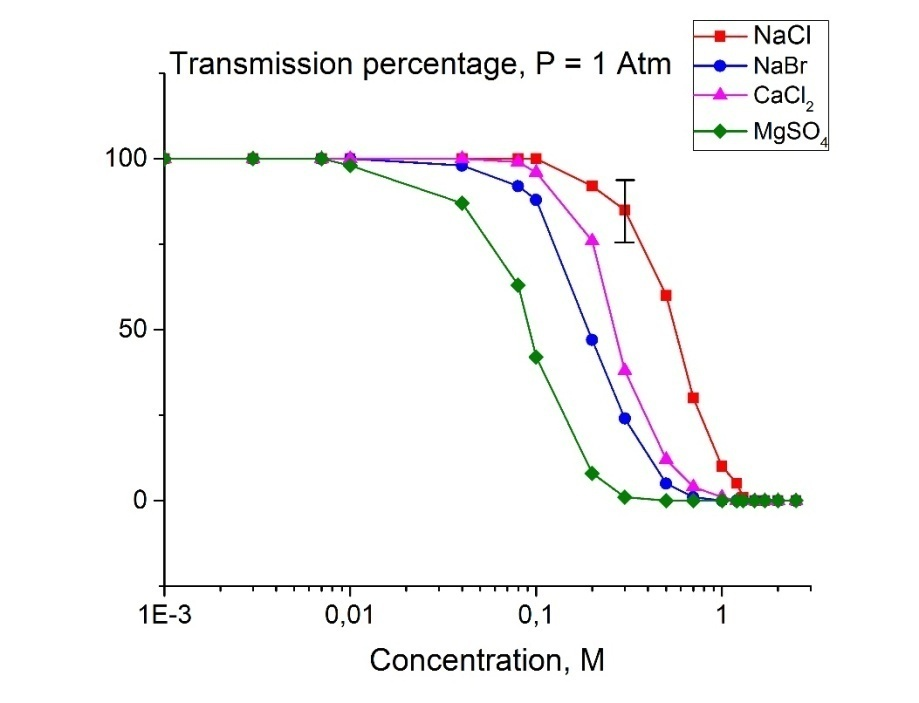 NaCl
NaBr
CaCl₂
MgSO₄
Transmission percentage, P = 1 Atm
100
50
0
1E-3 0,01 0,1 1
Concentration, M